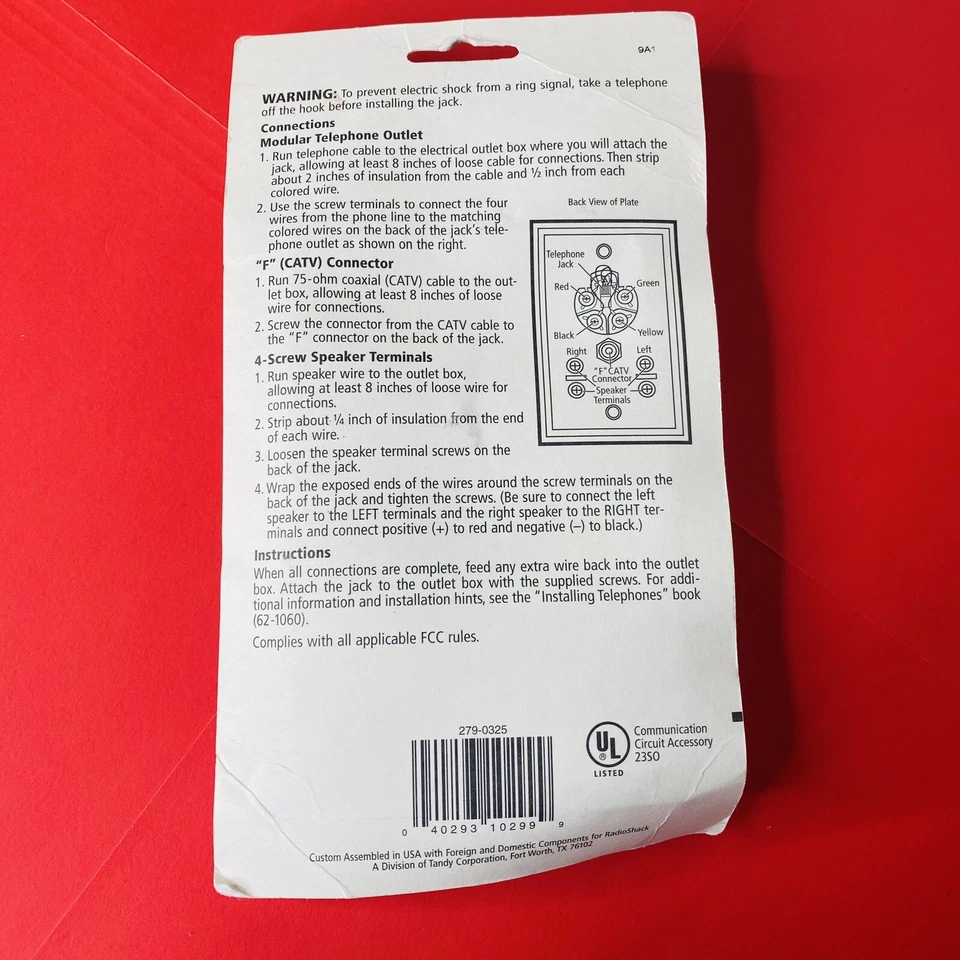 9A1
WARNING: To prevent electric shock from a ring signal, take a telephone
off the hook before installing the jack.
Connections
Modular Telephone Outlet
1. Run telephone cable to the electrical outlet box where you will attach the
jack, allowing at least 8 inches of loose cable for connections. Then strip
about 2 inches of insulation from the cable and ½ inch from each
colored wire.
2. Use the screw terminals to connect the four
wires from the phone line to the matching
colored wires on the back of the jack's tele-
phone outlet as shown on the right.
"F" (CATV) Connector
1. Run 75-ohm coaxial (CATV) cable to the out-
let box, allowing at least 8 inches of loose
wire for connections.
2. Screw the connector from the CATV cable to
the "F" connector on the back of the jack.
4-Screw Speaker Terminals
1. Run speaker wire to the outlet box,
allowing at least 8 inches of loose wire for
connections.
2. Strip about ¼ inch of insulation from the end
of each wire.
3. Loosen the speaker terminal screws on the
back of the jack.
4. Wrap the exposed ends of the wires around the screw terminals on the
back of the jack and tighten the screws. (Be sure to connect the left
speaker to the LEFT terminals and the right speaker to the RIGHT ter-
minals and connect positive (+) to red and negative (–) to black.)
Back View of Plate
Telephone
Jack
Red
Green
Black
Yellow
Right
Left
"F" CATV
Connector
Speaker
Terminals
Instructions
When all connections are complete, feed any extra wire back into the outlet
box. Attach the jack to the outlet box with the supplied screws. For addi-
tional information and installation hints, see the "Installing Telephones" book
(62-1060).
Complies with all applicable FCC rules.
279-0325
0 40293 10299 9
UL
®
LISTED
Communication
Circuit Accessory
23SO
Custom Assembled in USA with Foreign and Domestic Components for RadioShack
A Division of Tandy Corporation, Fort Worth, TX 76102